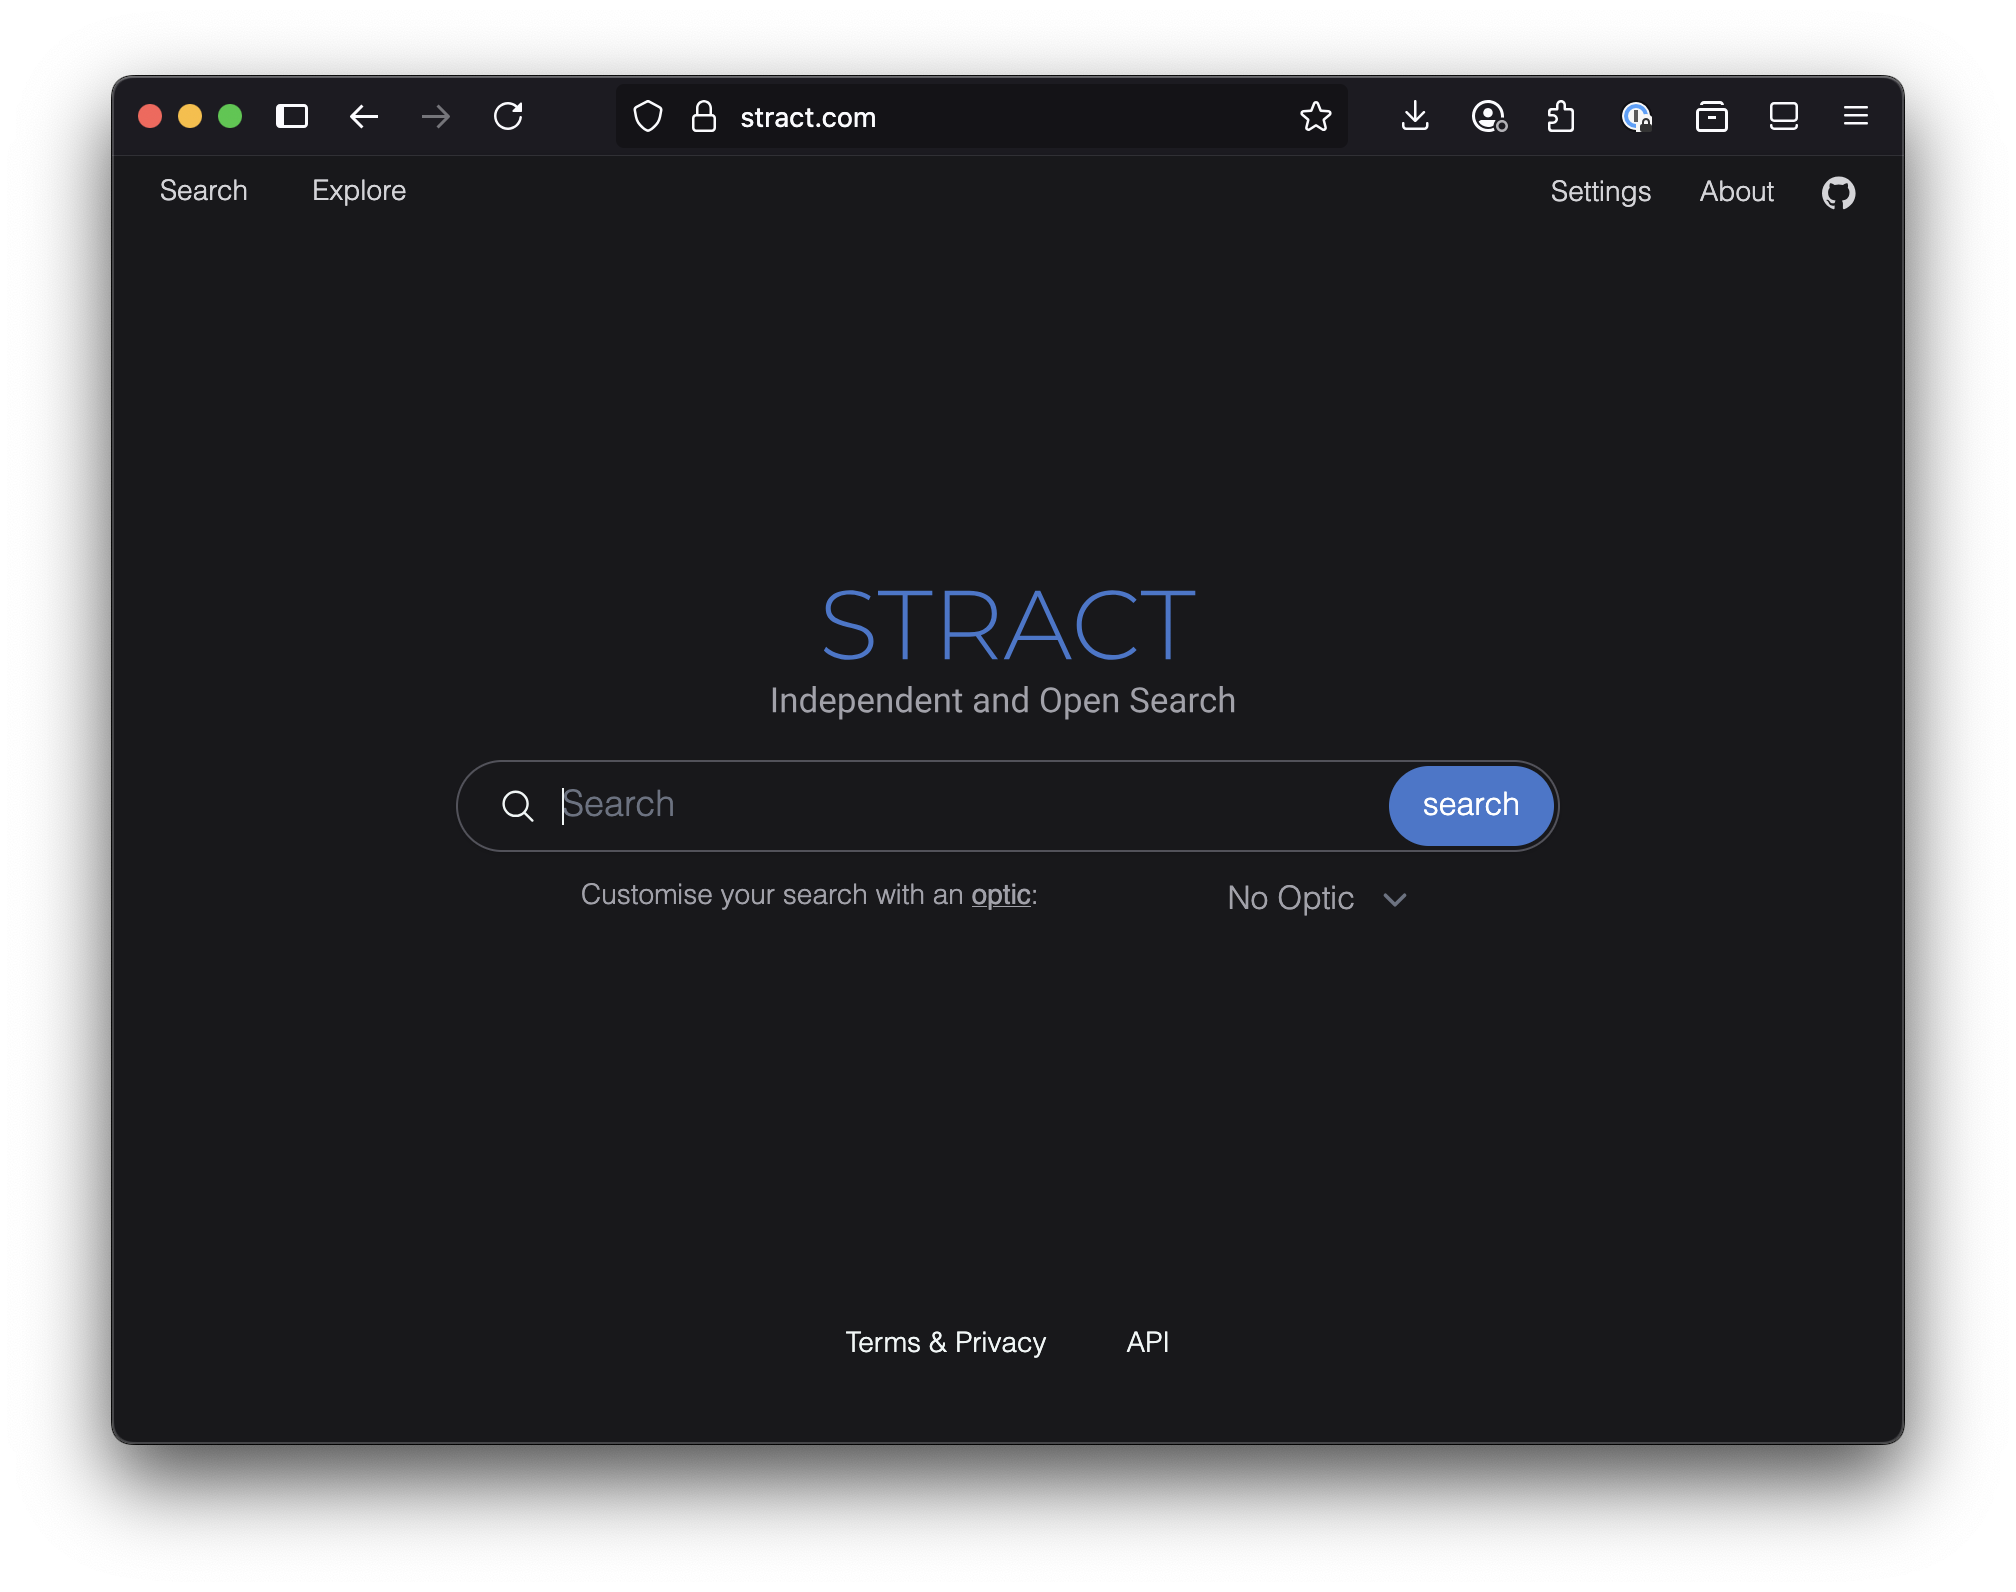 stract.com
Search Explore Settings About
STRACT
Independent and Open Search
Search search
Customise your search with an optic: No Optic
Terms & Privacy API